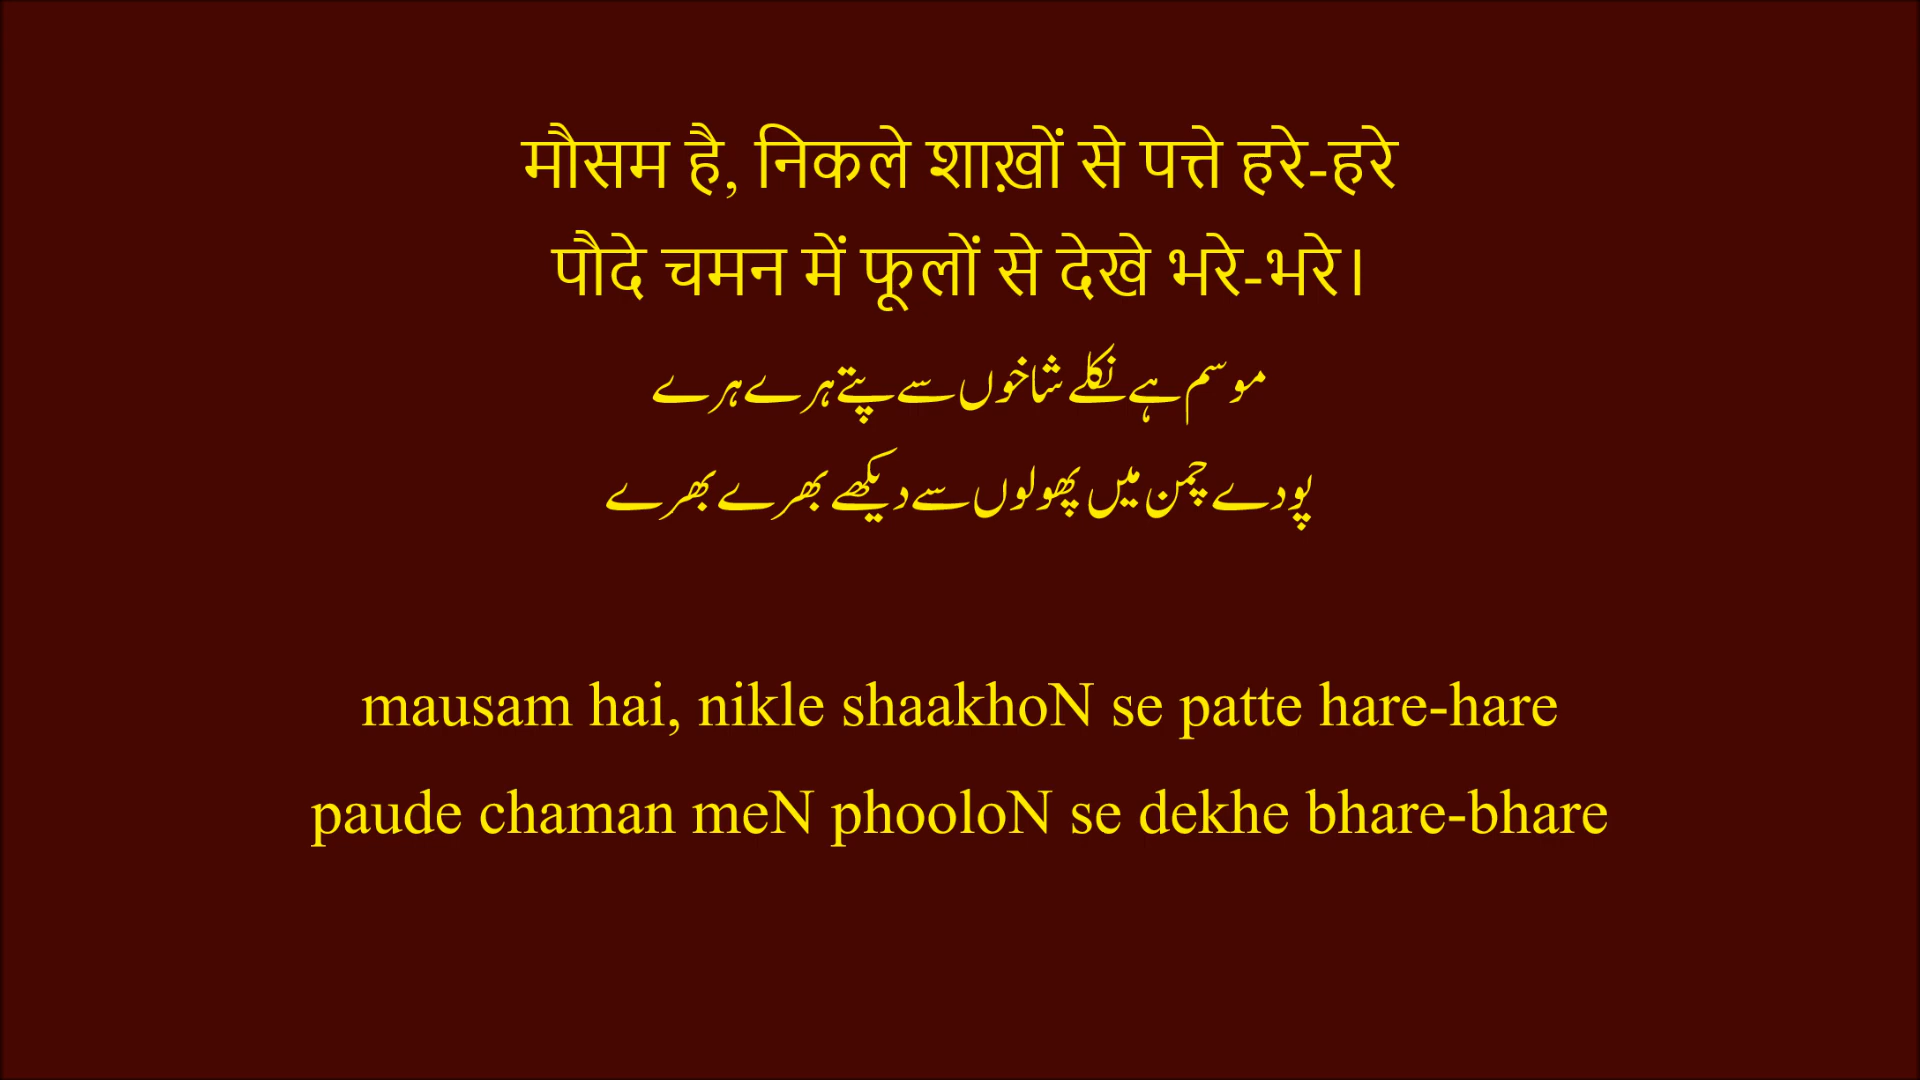 मौसम है, निकले शाख़ों से पत्ते हरे-हरे
पौदे चमन में फूलों से देखे भरे-भरे।
موسم ہے نکلے شاخوں سے پتے ہرے ہرے
پودے چمن میں پھولوں سے دیکھے بھرے بھرے
mausam hai, nikle shaakhoN se patte hare-hare
paude chaman meN phooloN se dekhe bhare-bhare